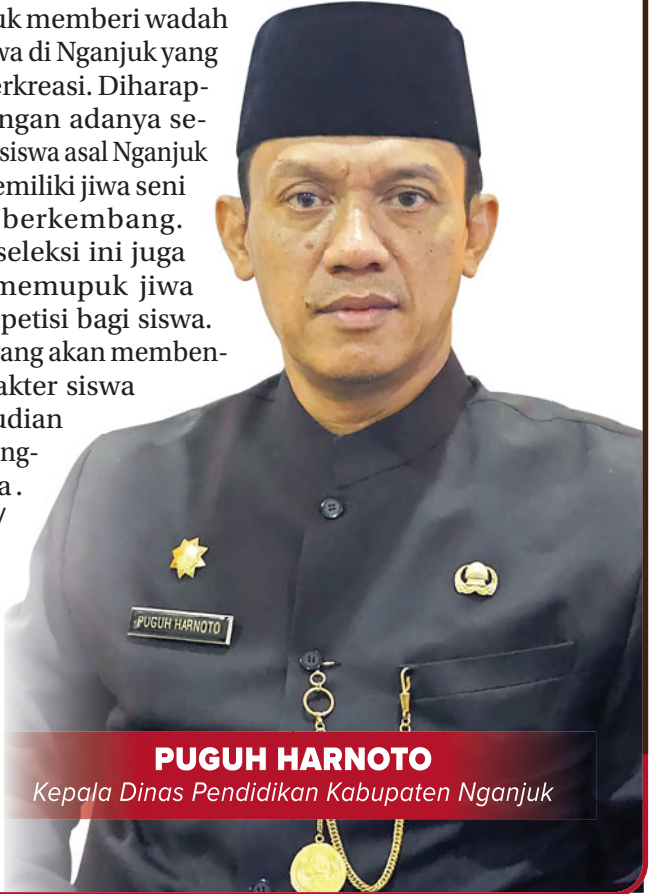 uk memberi wadah
wa di Nganjuk yang
erkreasi. Diharap-
ngan adanya se-
siswa asal Nganjuk
emiliki jiwa seni
berkembang.
seleksi ini juga
memupuk jiwa
petisi bagi siswa.
yang akan memben-
akter siswa
udian
ng-
a.
PUGUH HARNOTO
PUGUH HARNOTO
Kepala Dinas Pendidikan Kabupaten Nganjuk